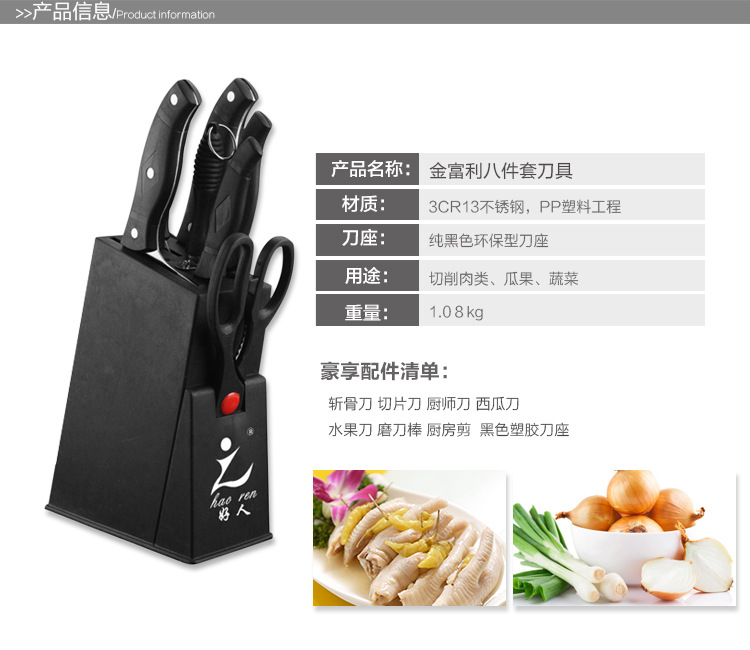 >>产品信息/Product information
产品名称： 金富利八件套刀具
材质： 3CR13不锈钢，PP塑料工程
刀座： 纯黑色环保型刀座
用途： 切削肉类、瓜果、蔬菜
重量： 1.08kg
豪享配件清单：
斩骨刀 切片刀 厨师刀 西瓜刀
水果刀 磨刀棒 厨房剪 黑色塑胶刀座
®
hao ren
好人